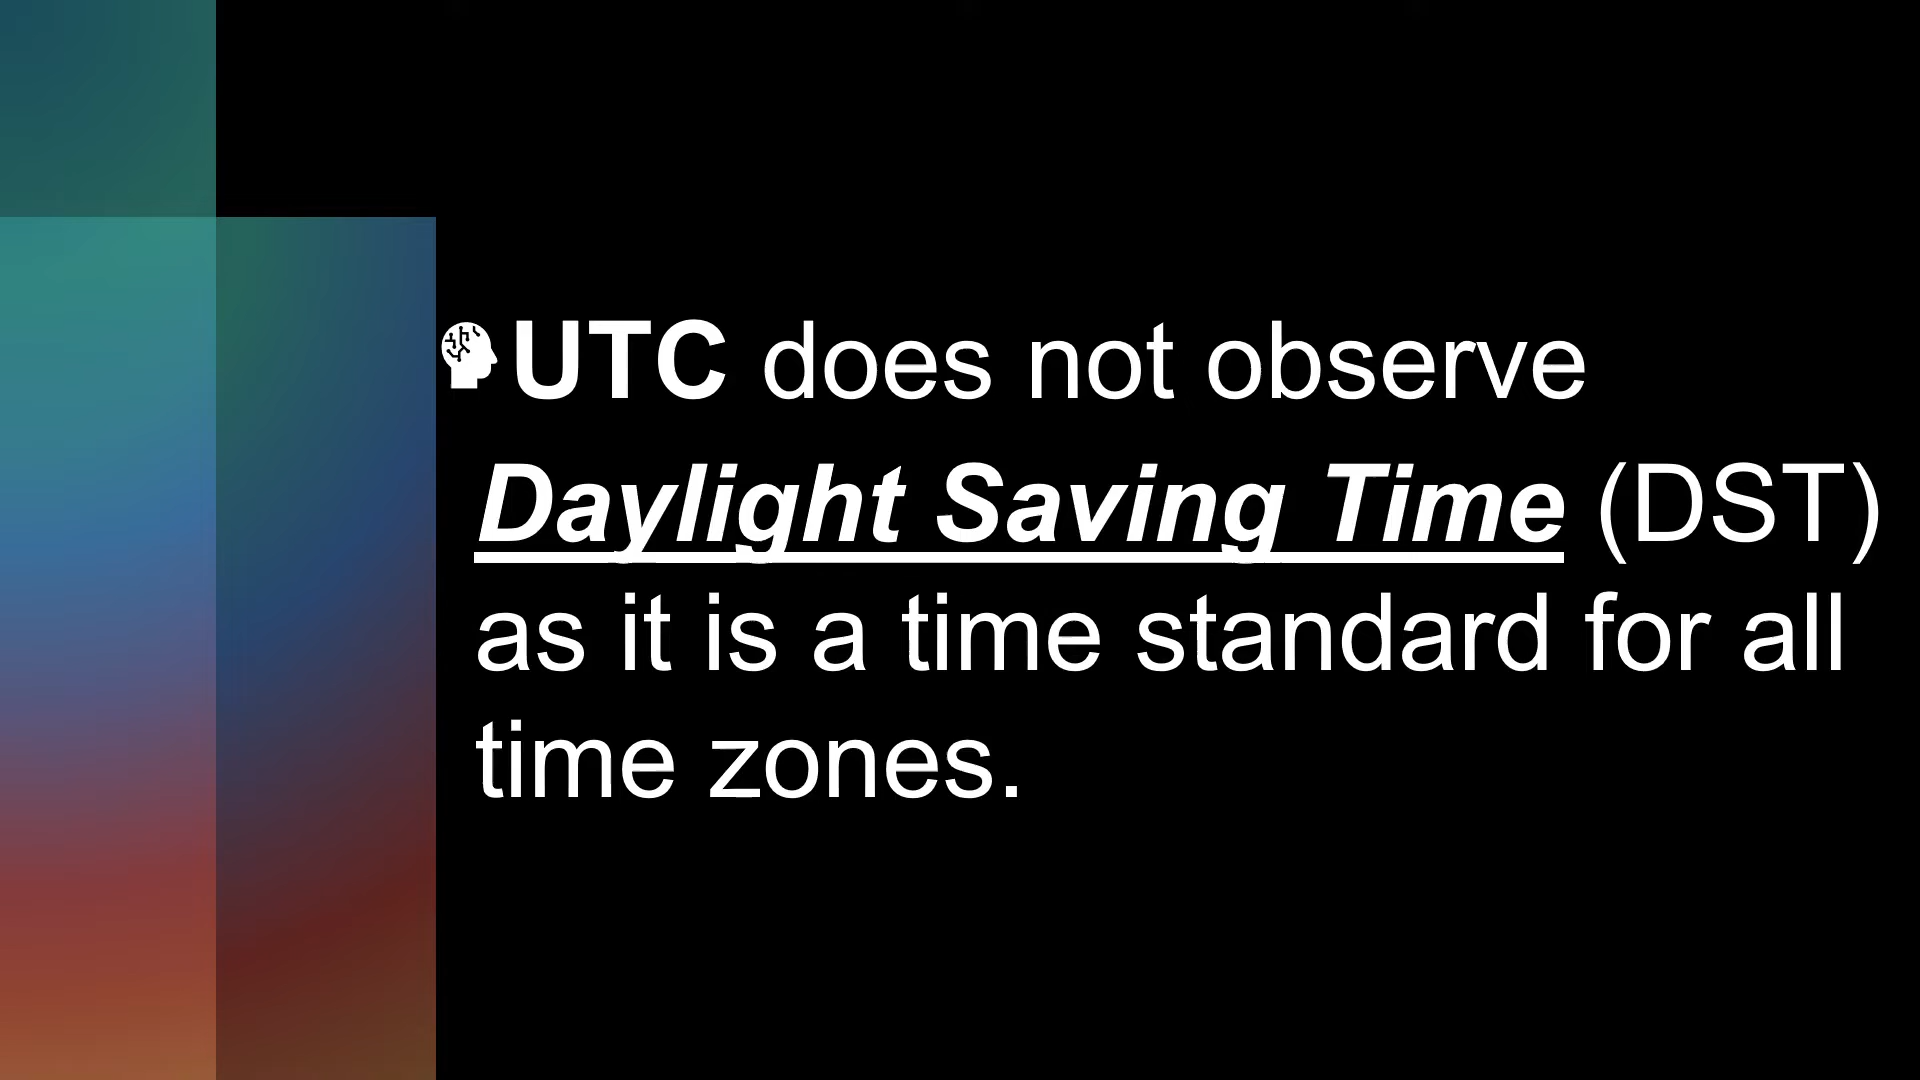 UTC does not observe
Daylight Saving Time (DST)
as it is a time standard for all
time zones.